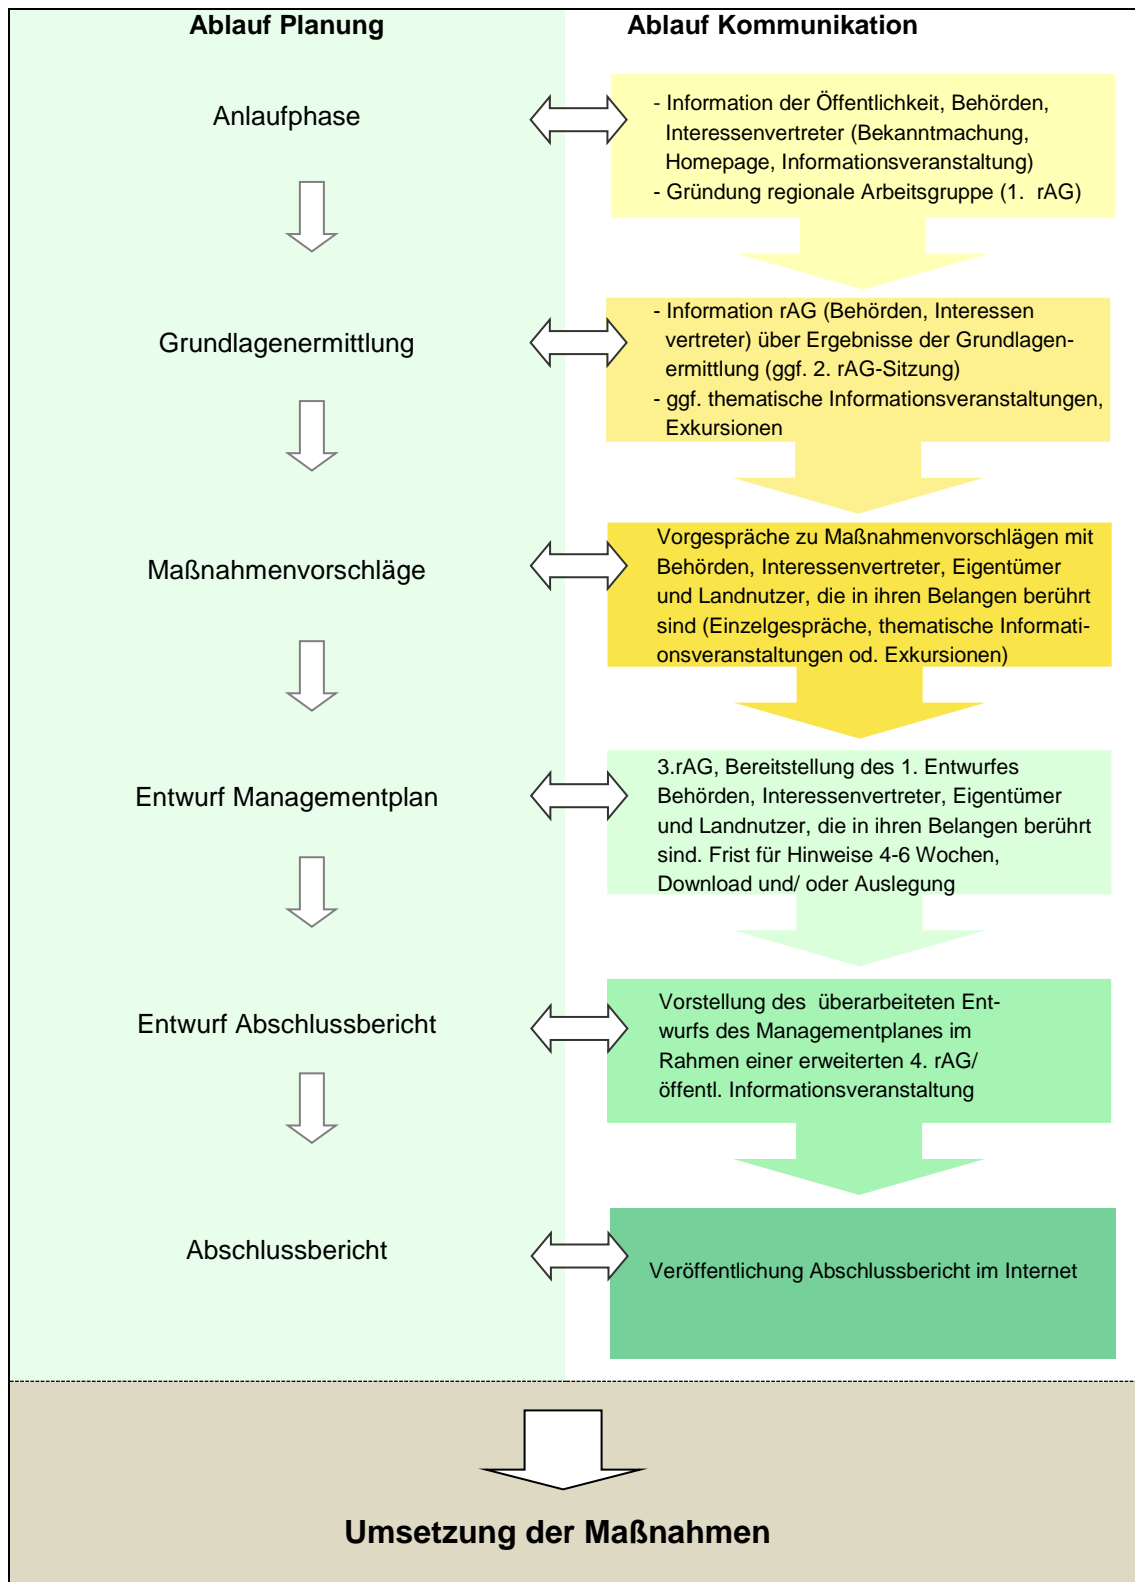 Ablauf Planung
Ablauf Kommunikation
Anlaufphase
- Information der Öffentlichkeit, Behörden,
Interessenvertreter (Bekanntmachung,
Homepage, Informationsveranstaltung)
- Gründung regionale Arbeitsgruppe (1. rAG)
Grundlagenermittlung
- Information rAG (Behörden, Interessen
vertreter) über Ergebnisse der Grundlagen-
ermittlung (ggf. 2. rAG-Sitzung)
- ggf. thematische Informationsveranstaltungen,
Exkursionen
Maßnahmenvorschläge
Vorgespräche zu Maßnahmenvorschlägen mit
Behörden, Interessenvertreter, Eigentümer
und Landnutzer, die in ihren Belangen berührt
sind (Einzelgespräche, thematische Informati-
onsveranstaltungen od. Exkursionen)
Entwurf Managementplan
3.rAG, Bereitstellung des 1. Entwurfes
Behörden, Interessenvertreter, Eigentümer
und Landnutzer, die in ihren Belangen berührt
sind. Frist für Hinweise 4-6 Wochen,
Download und/ oder Auslegung
Entwurf Abschlussbericht
Vorstellung des überarbeiteten Ent-
wurfs des Managementplanes im
Rahmen einer erweiterten 4. rAG/
öffentl. Informationsveranstaltung
Abschlussbericht
Veröffentlichung Abschlussbericht im Internet
Umsetzung der Maßnahmen